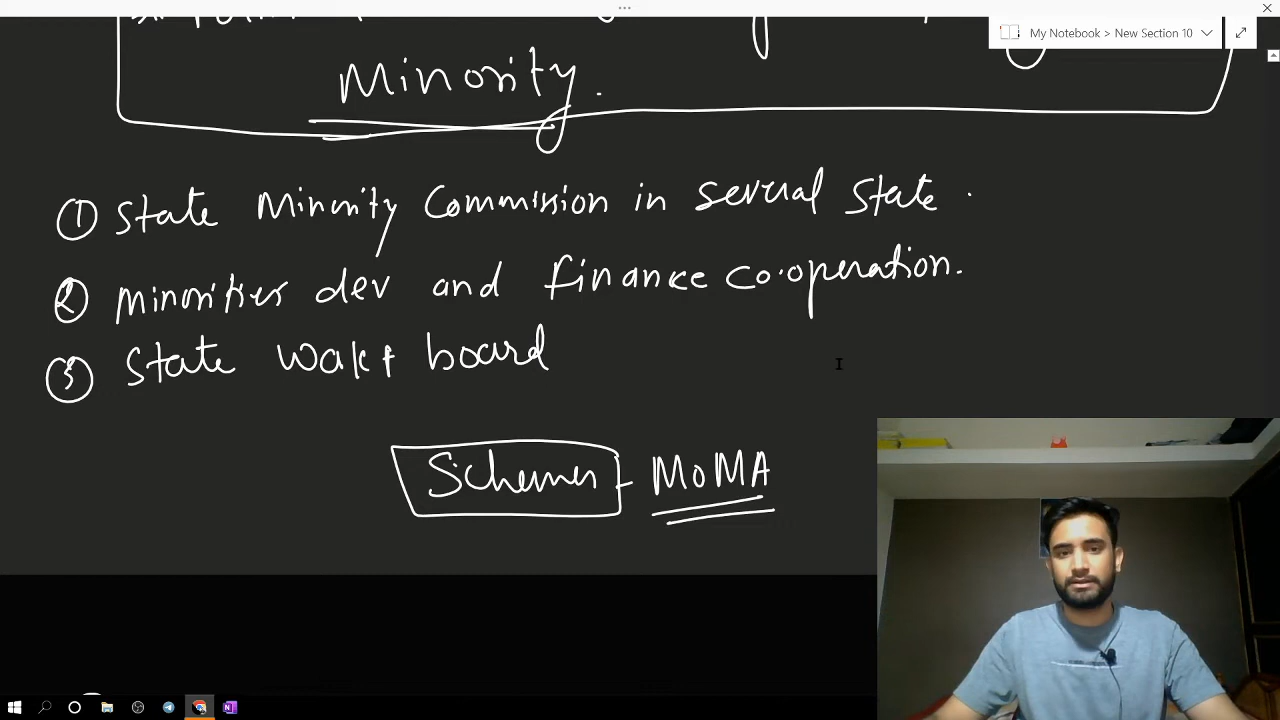 My Notebook > New Section 10
Minority.
① State Minority Commission in several state.
② minorities dev and finance co.operation.
③ State wakf board
Schemes - MoMA